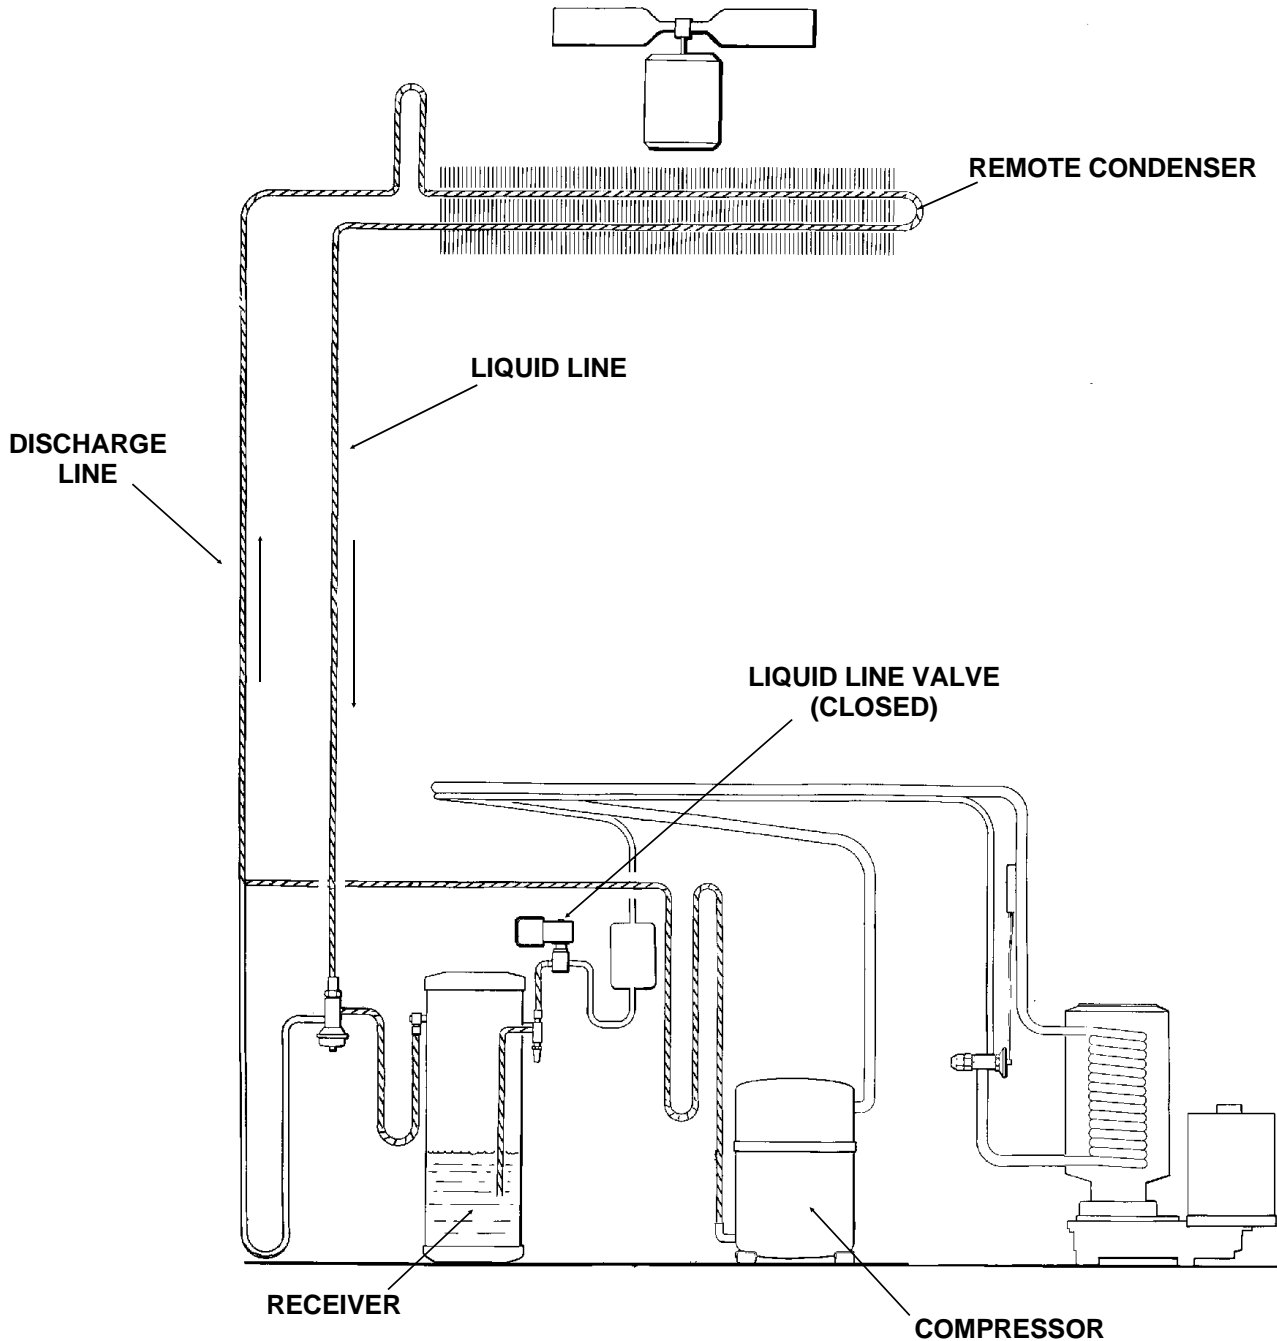 REMOTE CONDENSER
LIQUID LINE
DISCHARGE
LINE
LIQUID LINE VALVE
(CLOSED)
RECEIVER
COMPRESSOR